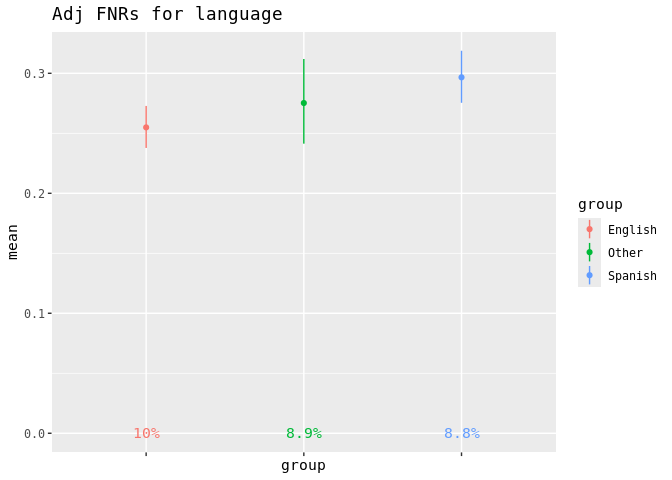 Adj FNRs for language
mean
0.3
0.2
0.1
0.0
10%
8.9%
8.8%
group
group
English
Other
Spanish